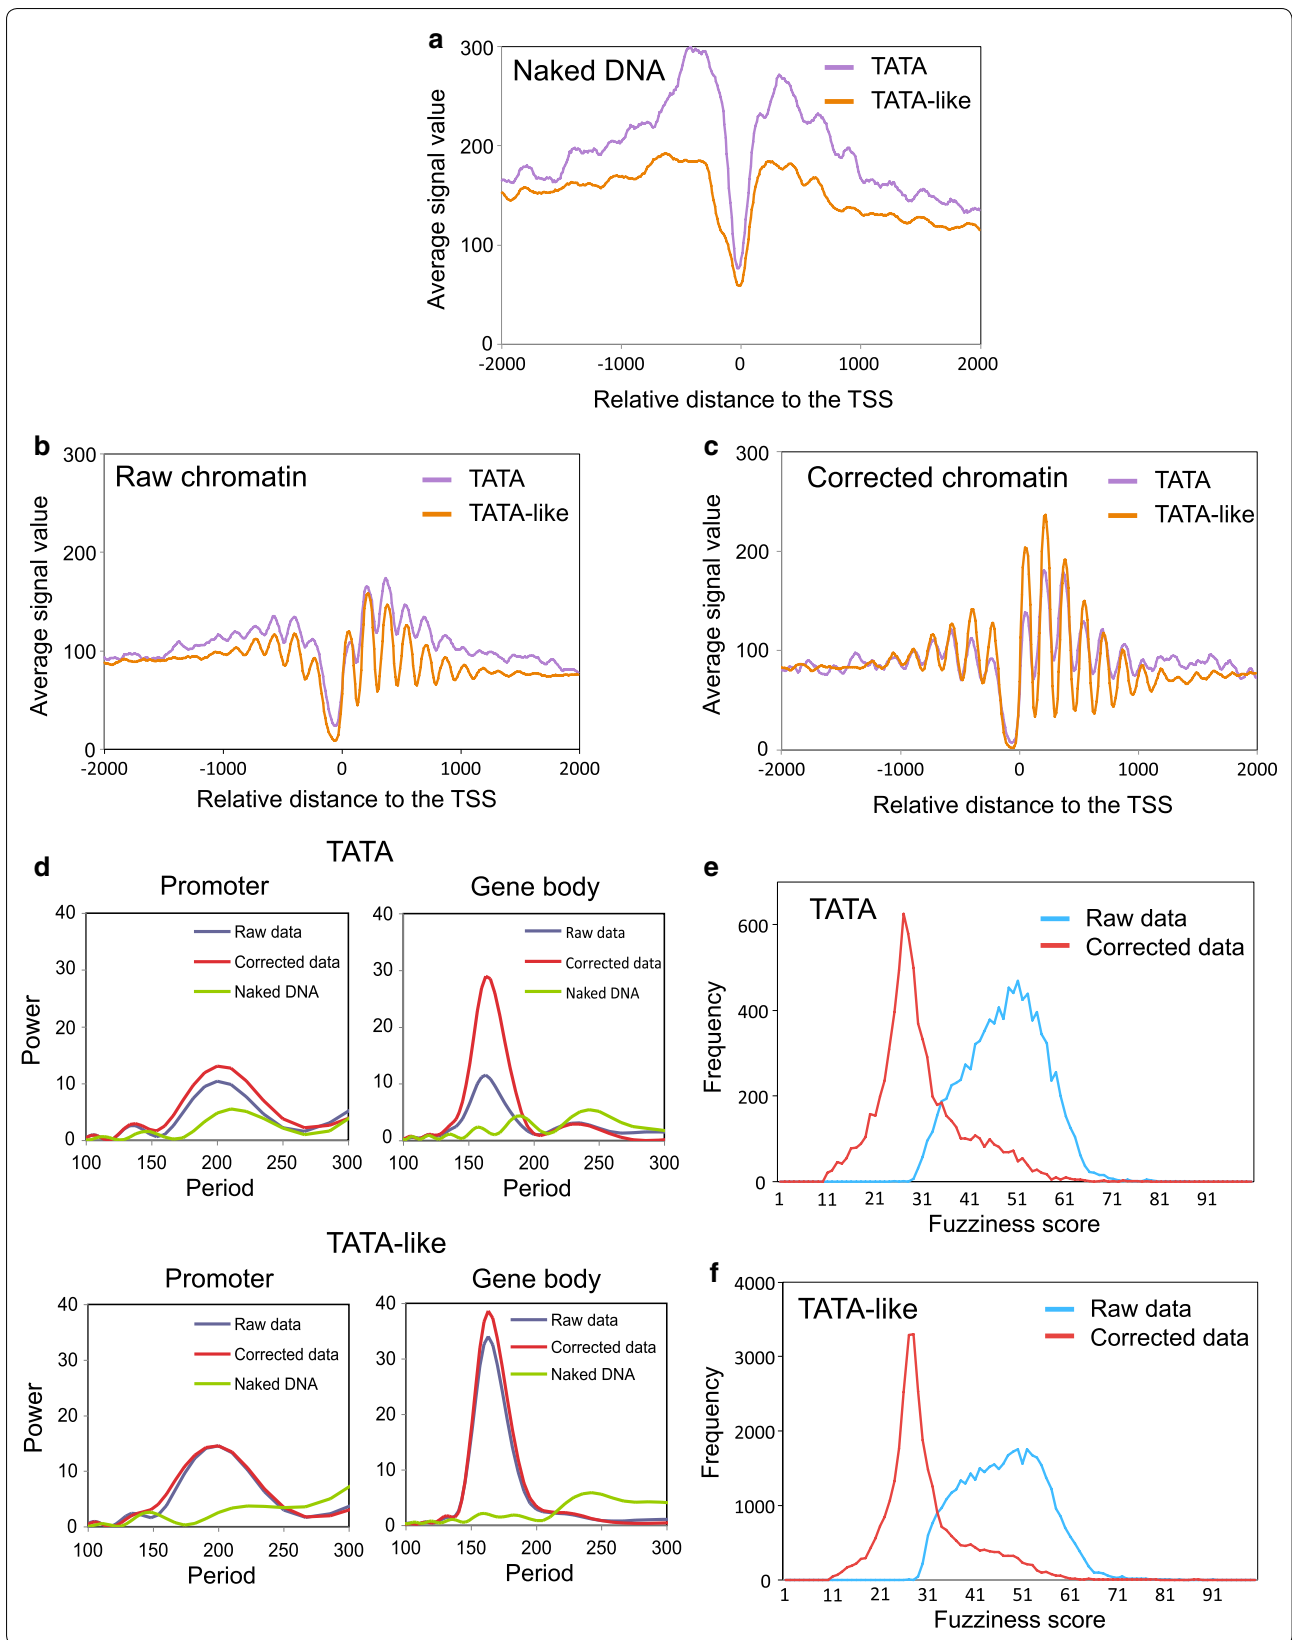 a
Naked DNA
TATA
TATA-like
Average signal value
300
200
100
0
-2000 -1000 0 1000 2000
Relative distance to the TSS
b
Raw chromatin
TATA
TATA-like
Average signal value
300
200
100
0
-2000 -1000 0 1000 2000
Relative distance to the TSS
c
Corrected chromatin
TATA
TATA-like
Average signal value
300
200
100
0
-2000 -1000 0 1000 2000
Relative distance to the TSS
d
TATA
Promoter
Raw data
Corrected data
Naked DNA
Power
40
30
20
10
0
100 150 200 250 300
Period
Gene body
Raw data
Corrected data
Naked DNA
40
30
20
10
0
100 150 200 250 300
Period
TATA-like
Promoter
Raw data
Corrected data
Naked DNA
Power
40
30
20
10
0
100 150 200 250 300
Period
Gene body
Raw data
Corrected data
Naked DNA
40
30
20
10
0
100 150 200 250 300
Period
e
TATA
Raw data
Corrected data
Frequency
600
400
200
0
1 11 21 31 41 51 61 71 81 91
Fuzziness score
f
TATA-like
Raw data
Corrected data
Frequency
4000
3000
2000
1000
0
1 11 21 31 41 51 61 71 81 91
Fuzziness score